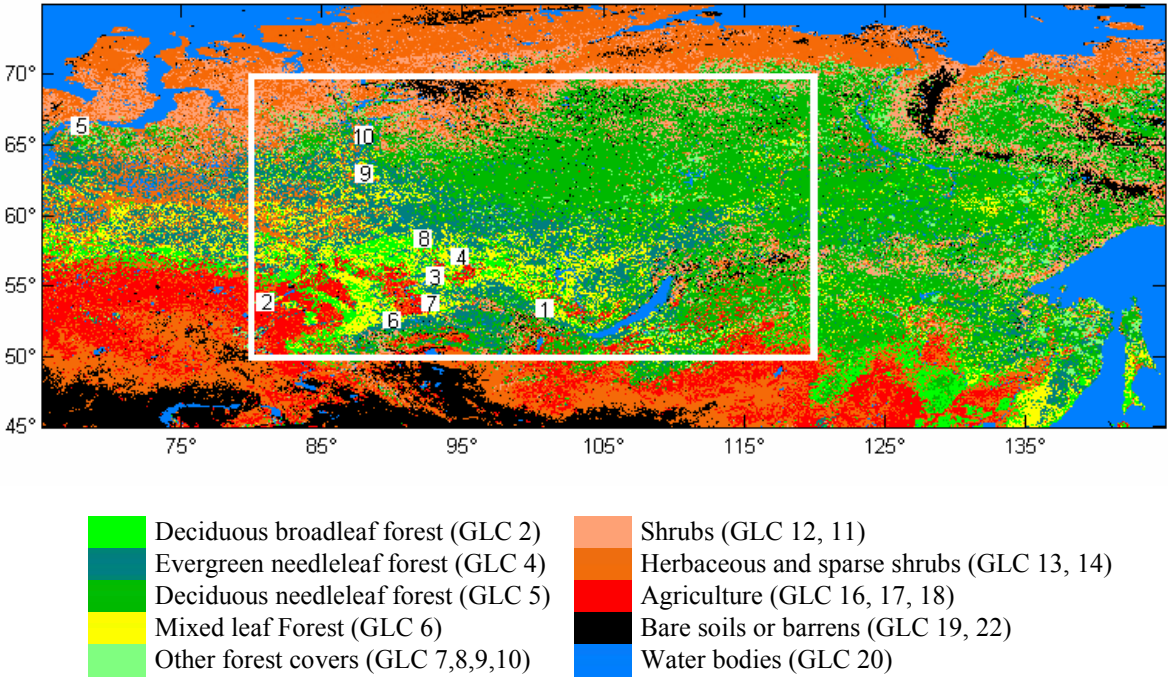 70°
65°
60°
55°
50°
45°
5
10
9
8
4
3
2
7
6
1
75°
85°
95°
105°
115°
125°
135°
Deciduous broadleaf forest (GLC 2)
Evergreen needleleaf forest (GLC 4)
Deciduous needleleaf forest (GLC 5)
Mixed leaf Forest (GLC 6)
Other forest covers (GLC 7,8,9,10)
Shrubs (GLC 12, 11)
Herbaceous and sparse shrubs (GLC 13, 14)
Agriculture (GLC 16, 17, 18)
Bare soils or barrens (GLC 19, 22)
Water bodies (GLC 20)